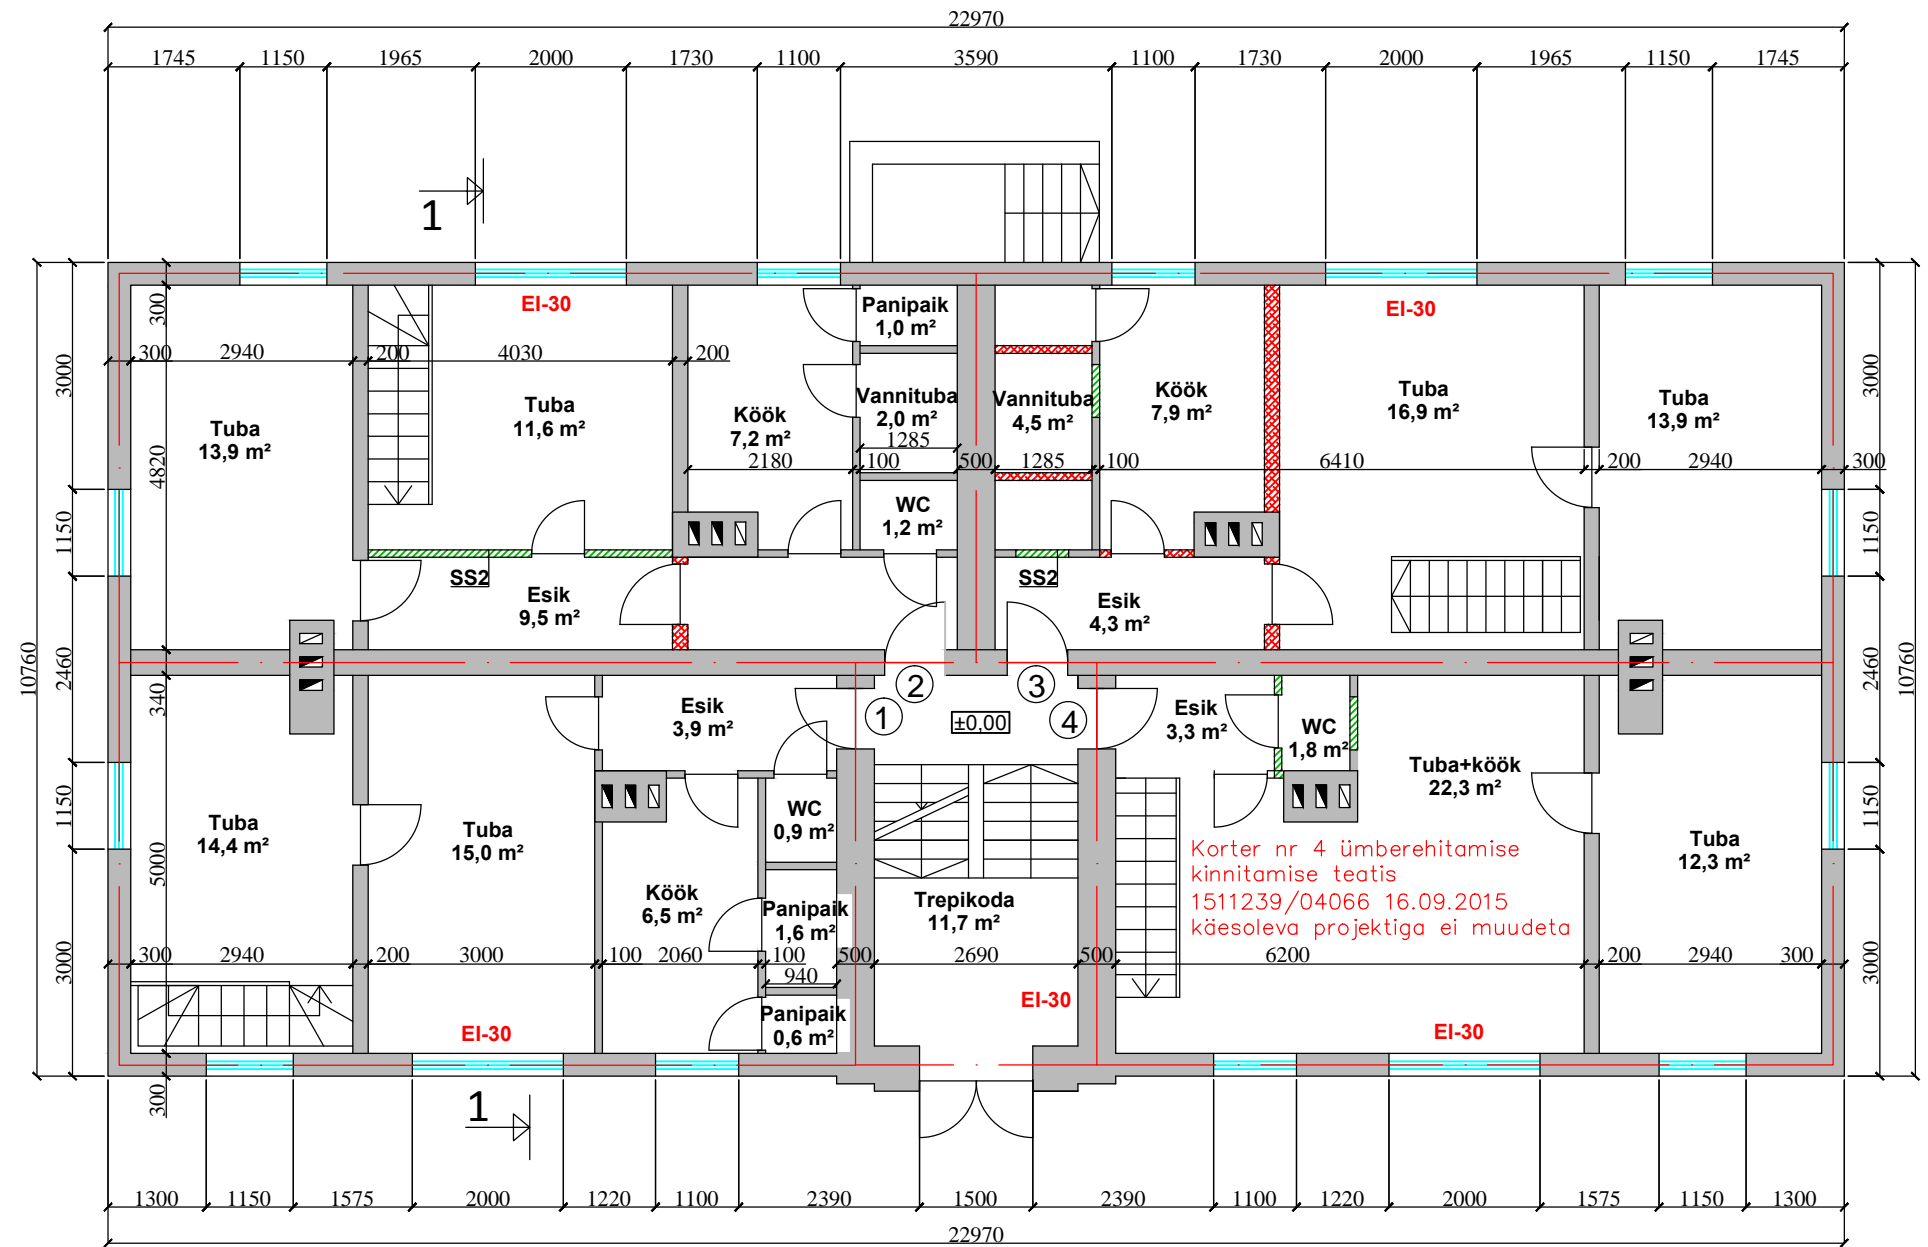 22970
1745 1150 1965 2000 1730 1100 3590 1100 1730 2000 1965 1150 1745
1
EI-30
EI-30
Panipaik
1,0 m²
300
300 2940 200 4030 200
3000
3000
Tuba
13,9 m²
Tuba
11,6 m²
Köök
7,2 m²
Vannituba
2,0 m²
1285
Vannituba
4,5 m²
Köök
7,9 m²
Tuba
16,9 m²
Tuba
13,9 m²
4820
2180 100 500 1285 100 6410 200 2940 300
WC
1,2 m²
1150
1150
SS2
SS2
Esik
9,5 m²
Esik
4,3 m²
10760
2460
340
2460
10760
Esik
3,9 m²
2
1
3
4
±0,00
Esik
3,3 m²
WC
1,8 m²
Tuba+köök
22,3 m²
1150
1150
Tuba
14,4 m²
Tuba
15,0 m²
WC
0,9 m²
5000
Korter nr 4 ümberehitamise
kinnitamise teatis
1511239/04066 16.09.2015
käesoleva projektiga ei muudeta
Tuba
12,3 m²
Köök
6,5 m²
Panipaik
1,6 m²
Trepikoda
11,7 m²
3000
300 2940 200 3000 100 2060 100 500 2690 500 6200 200 2940 300
3000
940
Panipaik
0,6 m²
EI-30
EI-30
EI-30
300
1
1300 1150 1575 2000 1220 1100 2390 1500 2390 1100 1220 2000 1575 1150 1300
22970